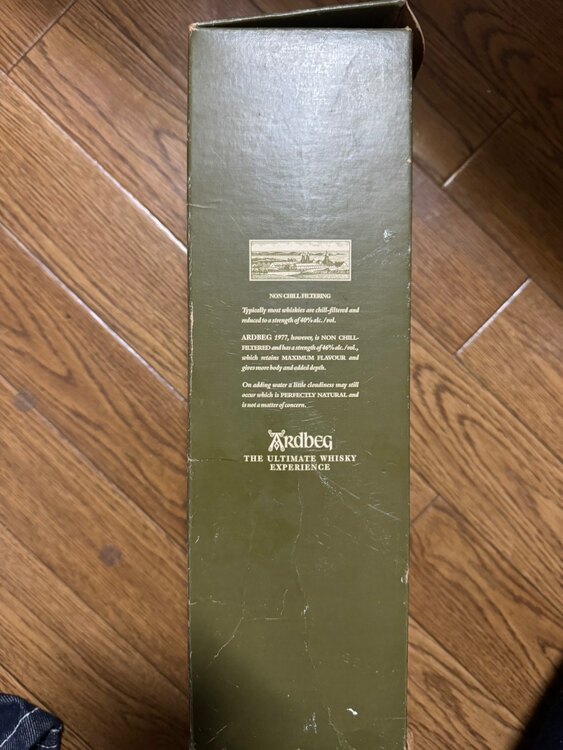 NON CHILL FILTERING
Typically most whiskies are chill-filtered and
reduced to a strength of 40% alc./vol.
ARDBEG 1977, however, is NON CHILL-
FILTERED and has a strength of 46% alc./vol.,
which retains MAXIMUM FLAVOUR and
gives more body and added depth.
On adding water a little cloudiness may still
occur which is PERFECTLY NATURAL and
is not a matter of concern.
ARDBEG
THE ULTIMATE WHISKY
EXPERIENCE